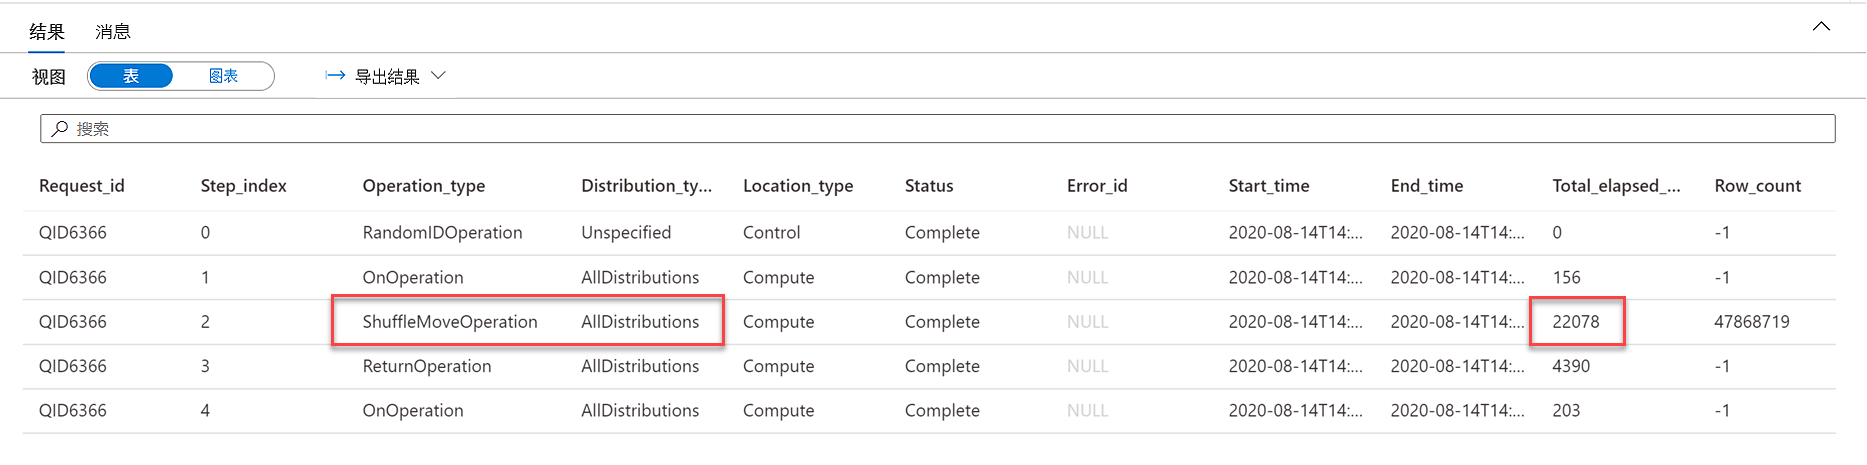 结果 消息
视图 表 图表 导出结果
搜索
Request_id Step_index Operation_type Distribution_ty... Location_type Status Error_id Start_time End_time Total_elapsed_... Row_count
QID6366 0 RandomIDOperation Unspecified Control Complete NULL 2020-08-14T14:... 2020-08-14T14:... 0 -1
QID6366 1 OnOperation AllDistributions Compute Complete NULL 2020-08-14T14:... 2020-08-14T14:... 156 -1
QID6366 2 ShuffleMoveOperation AllDistributions Compute Complete NULL 2020-08-14T14:... 2020-08-14T14:... 22078 47868719
QID6366 3 ReturnOperation AllDistributions Compute Complete NULL 2020-08-14T14:... 2020-08-14T14:... 4390 -1
QID6366 4 OnOperation AllDistributions Compute Complete NULL 2020-08-14T14:... 2020-08-14T14:... 203 -1